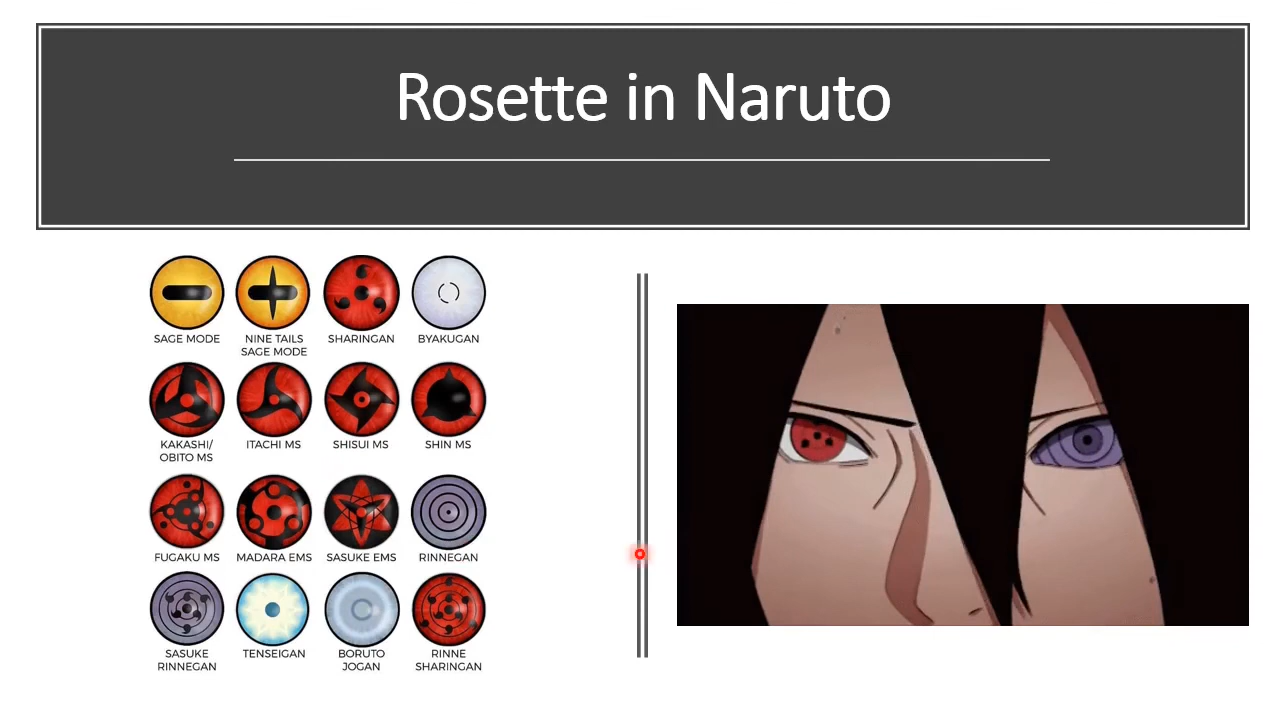 Rosette in Naruto
SAGE MODE
NINE TAILS
SAGE MODE
SHARINGAN
BYAKUGAN
KAKASHI/
OBITO MS
ITACHI MS
SHISUI MS
SHIN MS
FUGAKU MS
MADARA EMS
SASUKE EMS
RINNEGAN
SASUKE
RINNEGAN
TENSEIGAN
BORUTO
JOGAN
RINNE
SHARINGAN